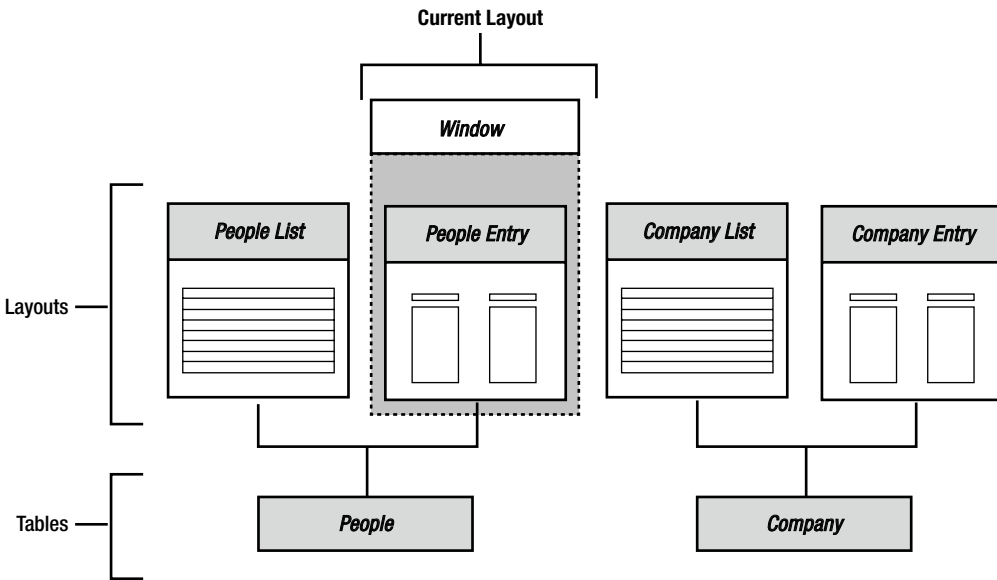 Current Layout
Window
People List
People Entry
Company List
Company Entry
Layouts
Tables
People
Company